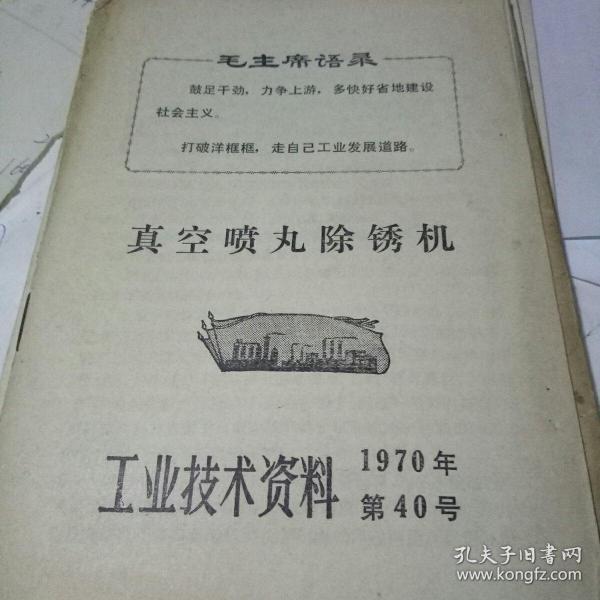 毛主席语录
鼓足干劲，力争上游，多快好省地建设
社会主义。
打破洋框框，走自己工业发展道路。
真空喷丸除锈机
工业技术资料
1970年
第40号
孔夫子旧书网
www.kongfz.com